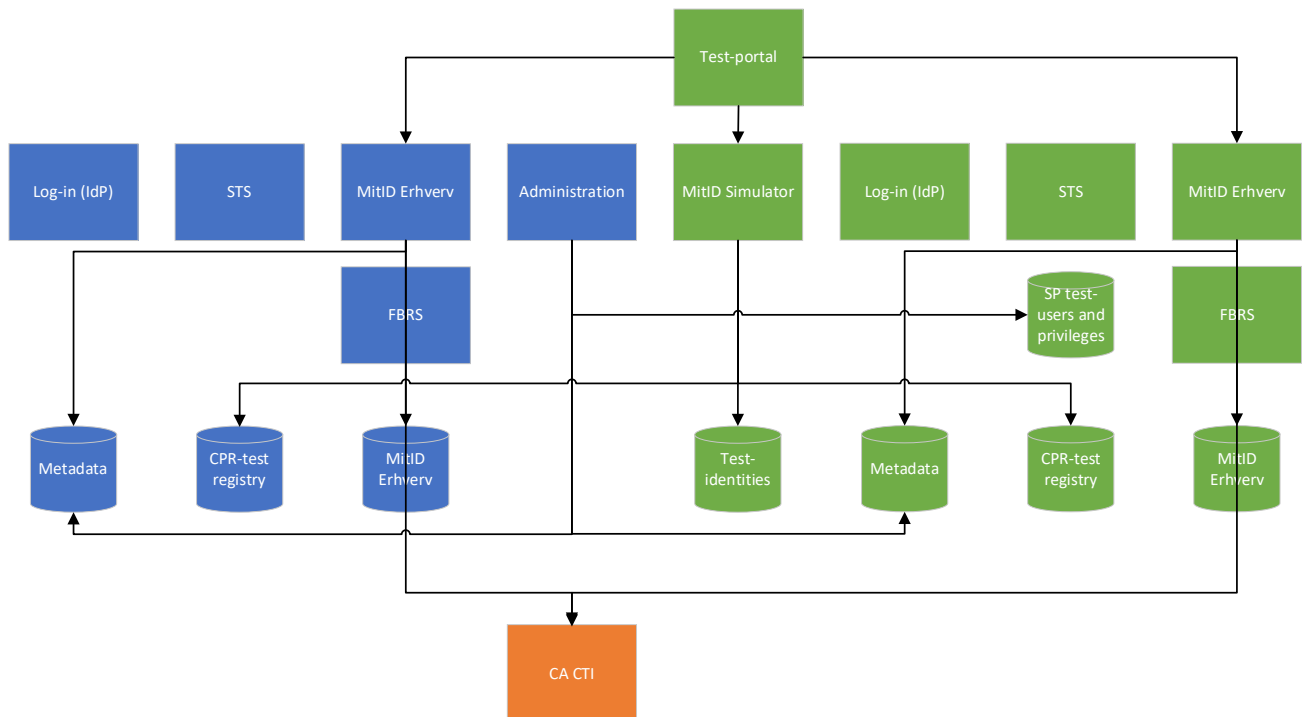 Test-portal
Log-in (IdP)
STS
MitID Erhverv
Administration
MitID Simulator
Log-in (IdP)
STS
MitID Erhverv
FBRS
SP test-
users and
privileges
FBRS
Metadata
CPR-test
registry
MitID
Erhverv
Test-
identities
Metadata
CPR-test
registry
MitID
Erhverv
CA CTI